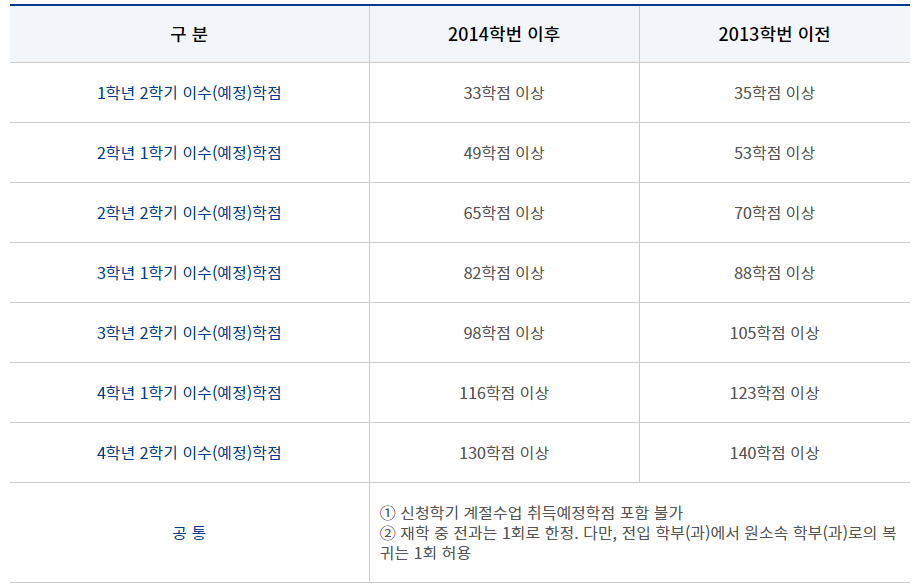 구 분 2014학번 이후 2013학번 이전
1학년 2학기 이수(예정)학점 33학점 이상 35학점 이상
2학년 1학기 이수(예정)학점 49학점 이상 53학점 이상
2학년 2학기 이수(예정)학점 65학점 이상 70학점 이상
3학년 1학기 이수(예정)학점 82학점 이상 88학점 이상
3학년 2학기 이수(예정)학점 98학점 이상 105학점 이상
4학년 1학기 이수(예정)학점 116학점 이상 123학점 이상
4학년 2학기 이수(예정)학점 130학점 이상 140학점 이상
공 통
① 신청학기 계절수업 취득예정학점 포함 불가
② 재학 중 전과는 1회로 한정. 다만, 전입 학부(과)에서 원소속 학부(과)로의 복
귀는 1회 허용